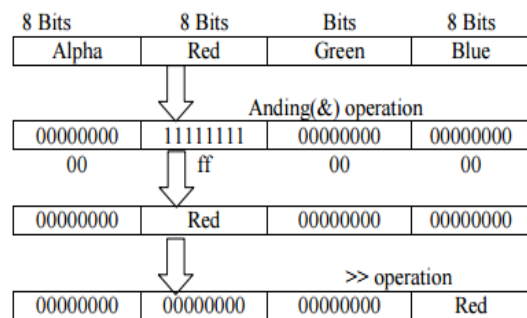 8 Bits 8 Bits Bits 8 Bits
Alpha Red Green Blue
Anding(&) operation
00000000 11111111 00000000 00000000
00 ff 00 00
00000000 Red 00000000 00000000
>> operation
00000000 00000000 00000000 Red